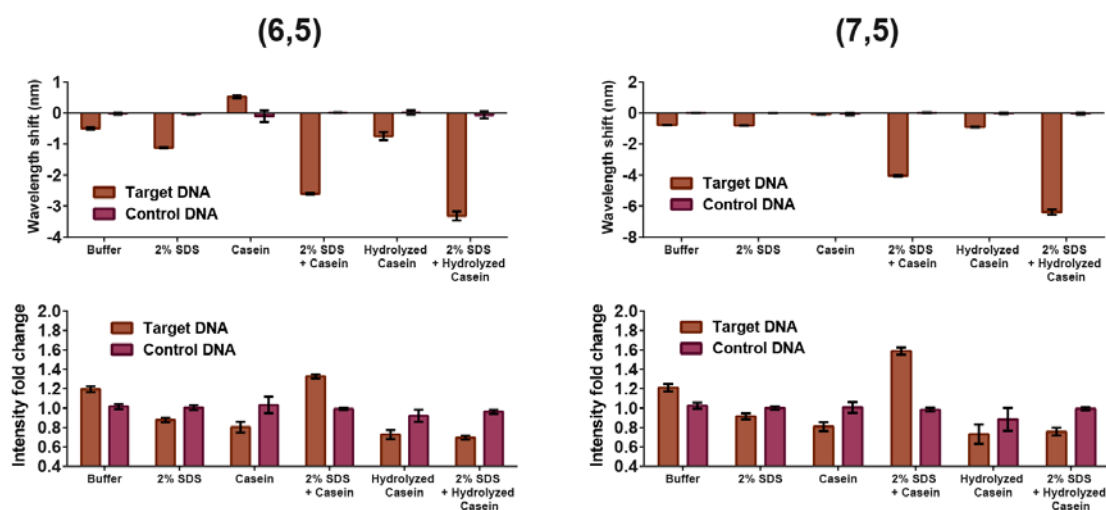 (6,5)
(7,5)
Wavelength shift (nm)
1
0
-1
-2
-3
-4
Target DNA
Control DNA
Buffer
2% SDS
Casein
2% SDS
+ Casein
Hydrolyzed
Casein
2% SDS
+ Hydrolyzed
Casein
Wavelength shift (nm)
2
0
-2
-4
-6
-8
Target DNA
Control DNA
Buffer
2% SDS
Casein
2% SDS
+ Casein
Hydrolyzed
Casein
2% SDS
+ Hydrolyzed
Casein
Intensity fold change
2.0
1.8
1.6
1.4
1.2
1.0
0.8
0.6
0.4
Target DNA
Control DNA
Buffer
2% SDS
Casein
2% SDS
+ Casein
Hydrolyzed
Casein
2% SDS
+ Hydrolyzed
Casein
Intensity fold change
2.0
1.8
1.6
1.4
1.2
1.0
0.8
0.6
0.4
Target DNA
Control DNA
Buffer
2% SDS
Casein
2% SDS
+ Casein
Hydrolyzed
Casein
2% SDS
+ Hydrolyzed
Casein